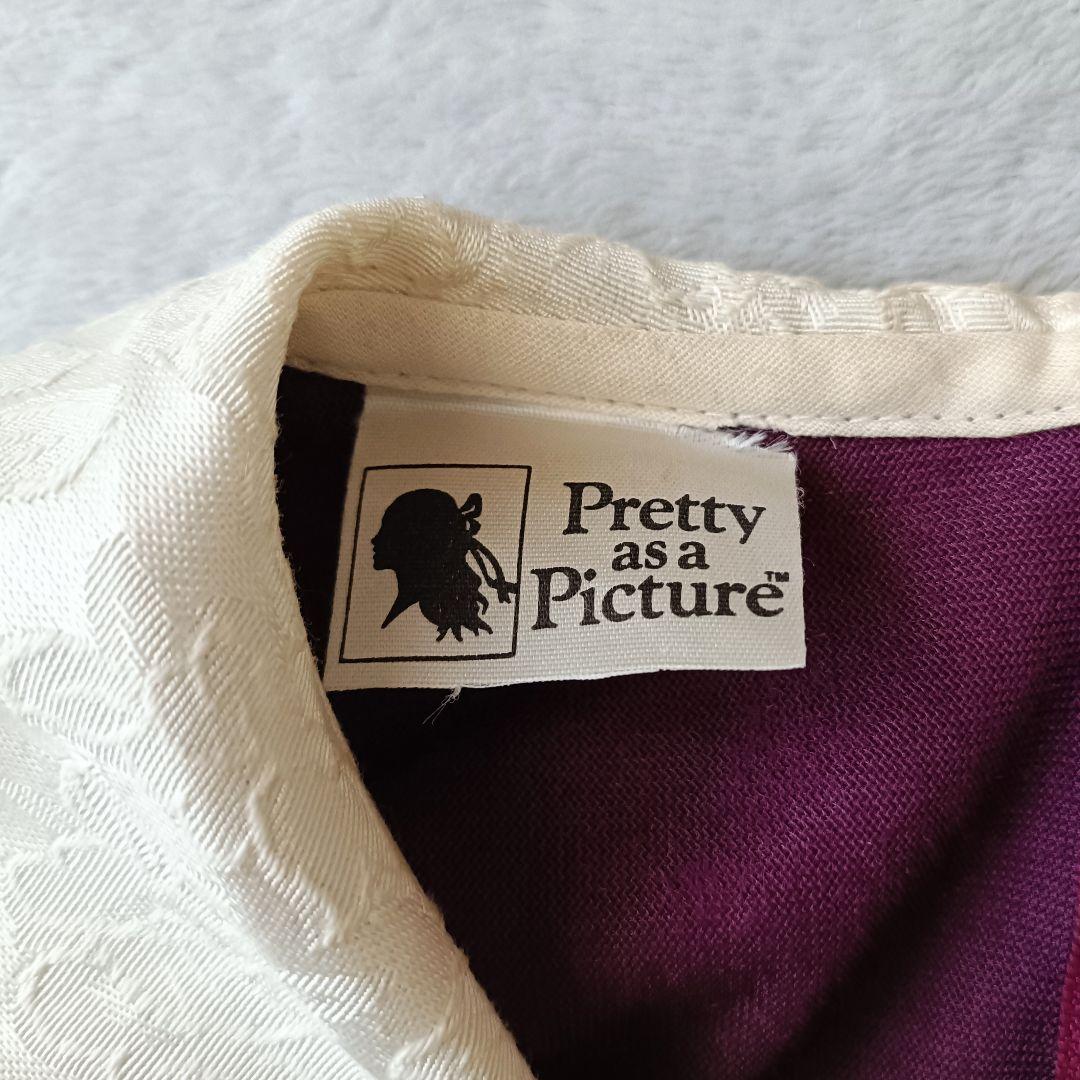 Pretty
as a
Picture™